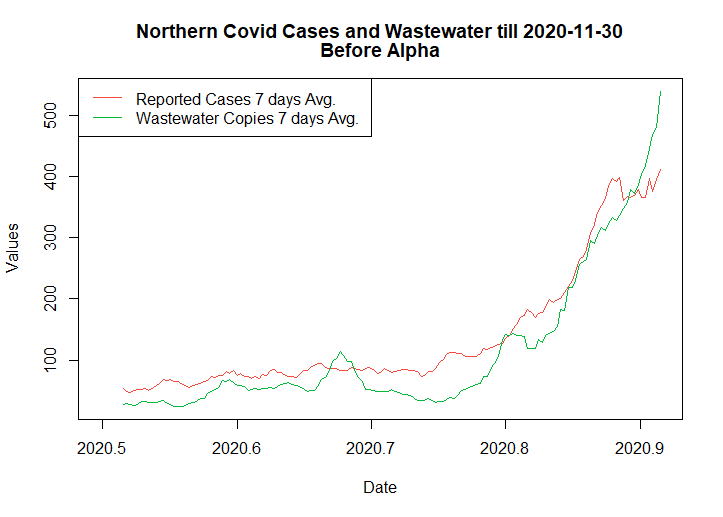 Northern Covid Cases and Wastewater till 2020-11-30
Before Alpha
Reported Cases 7 days Avg.
Wastewater Copies 7 days Avg.
Values
500
400
300
200
100
2020.5 2020.6 2020.7 2020.8 2020.9
Date